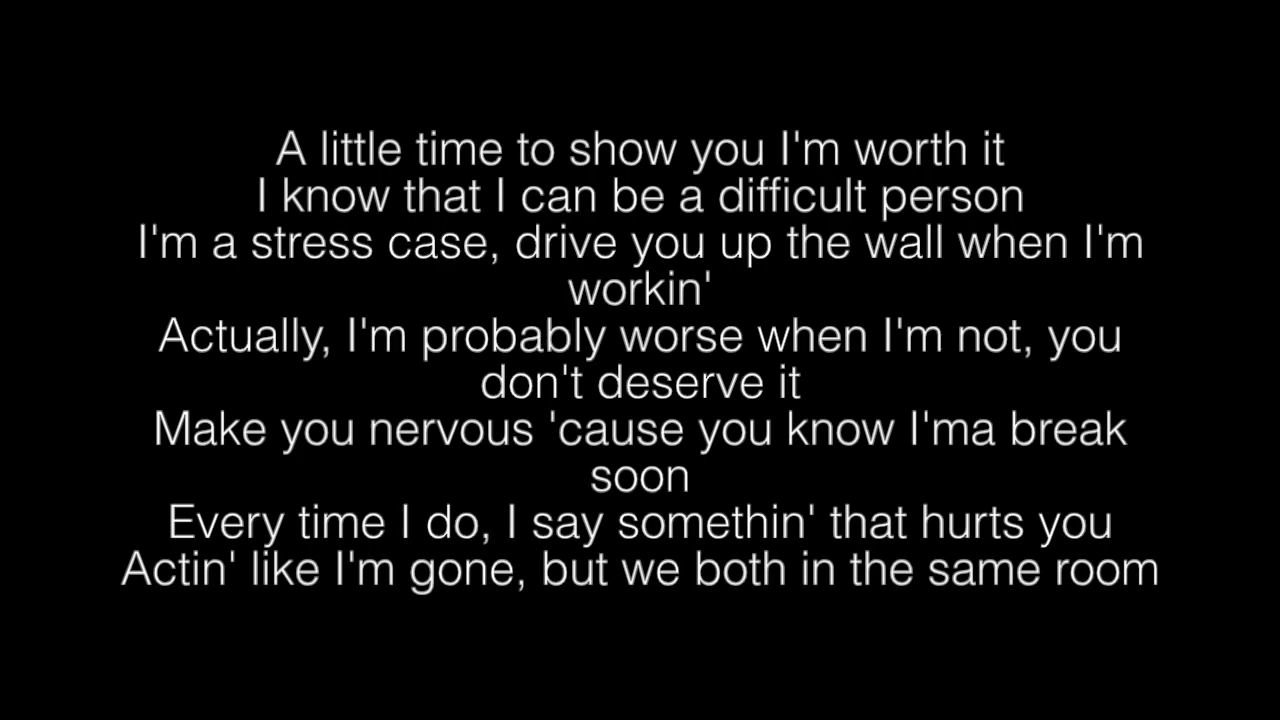 A little time to show you I'm worth it
I know that I can be a difficult person
I'm a stress case, drive you up the wall when I'm
workin'
Actually, I'm probably worse when I'm not, you
don't deserve it
Make you nervous 'cause you know I'ma break
soon
Every time I do, I say somethin' that hurts you
Actin' like I'm gone, but we both in the same room